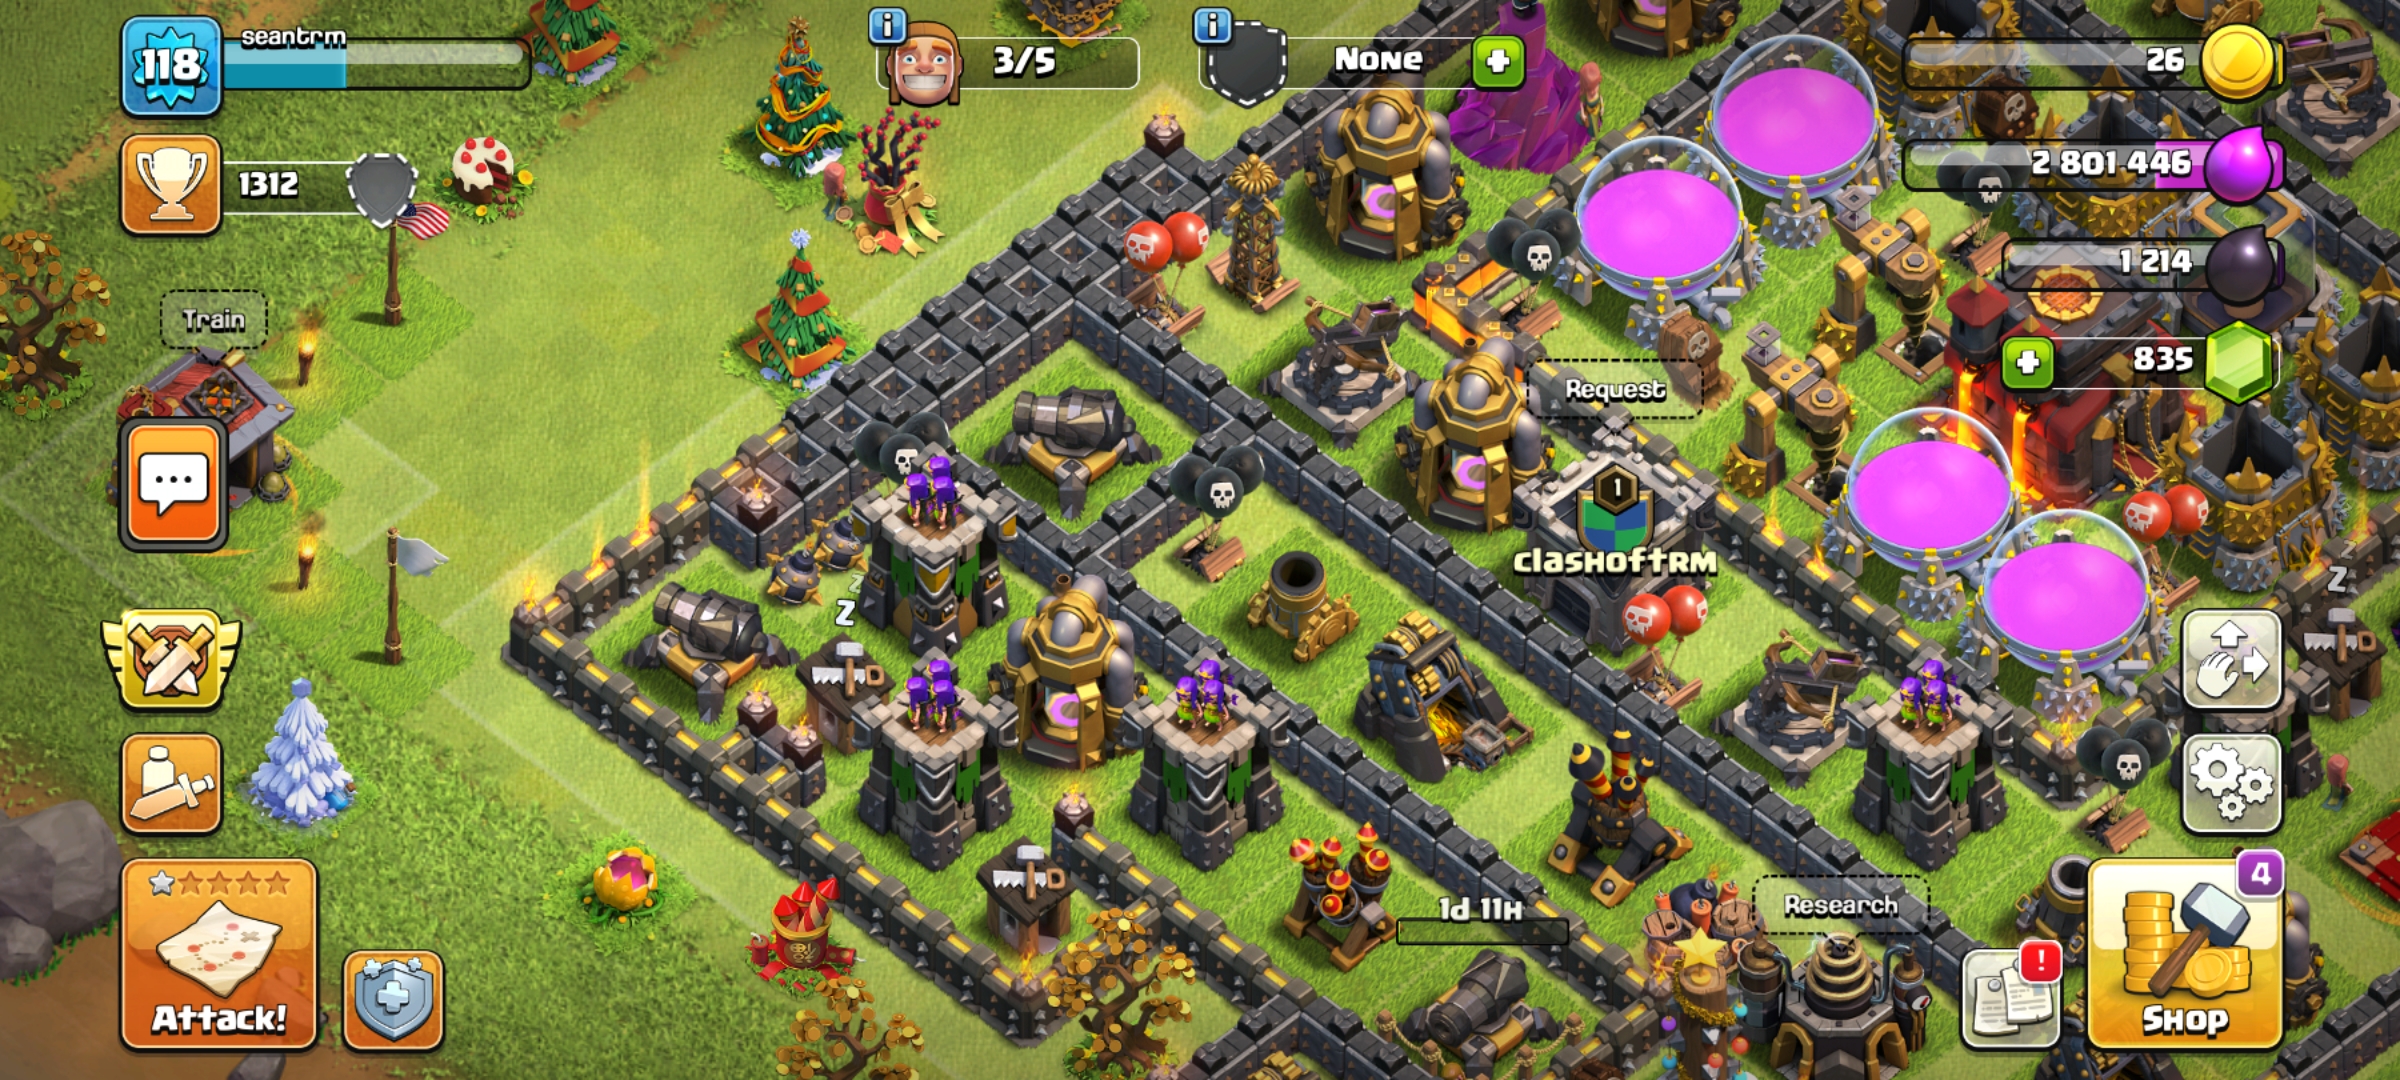 118
seantrm
3/5
None
26
1312
2 801 446
1 214
835
Train
Request
1
clashoftrm
Z
Z
Z
Z
1d 11H
Research
4
!
Attack!
Shop